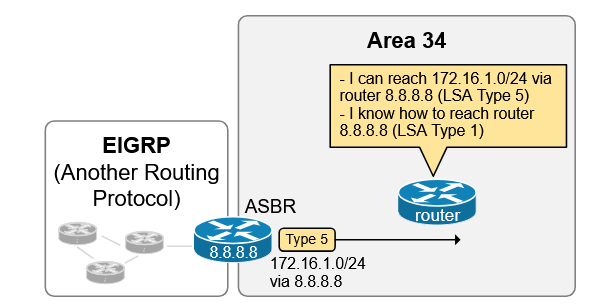 Area 34
- I can reach 172.16.1.0/24 via
router 8.8.8.8 (LSA Type 5)
- I know how to reach router
8.8.8.8 (LSA Type 1)
EIGRP
(Another Routing
Protocol)
ASBR
router
8.8.8.8
Type 5
172.16.1.0/24
via 8.8.8.8